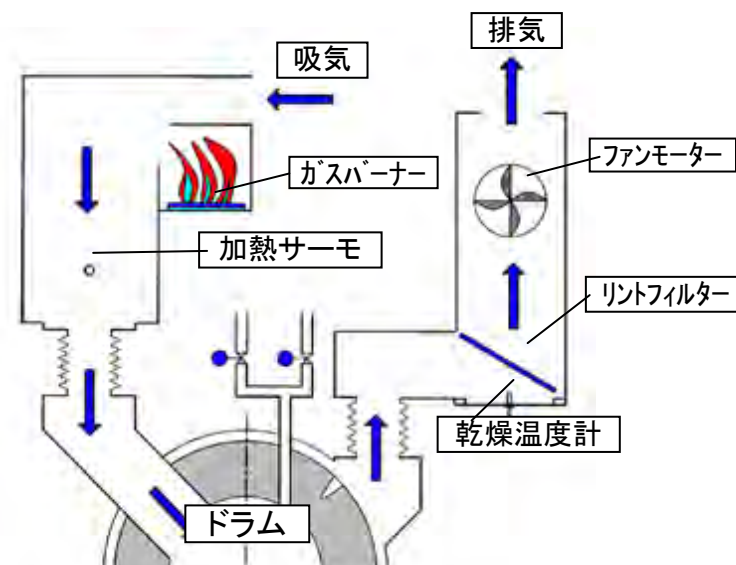 排気
吸気
ファンモーター
ガスバーナー
加熱サーモ
リントフィルター
乾燥温度計
ドラム